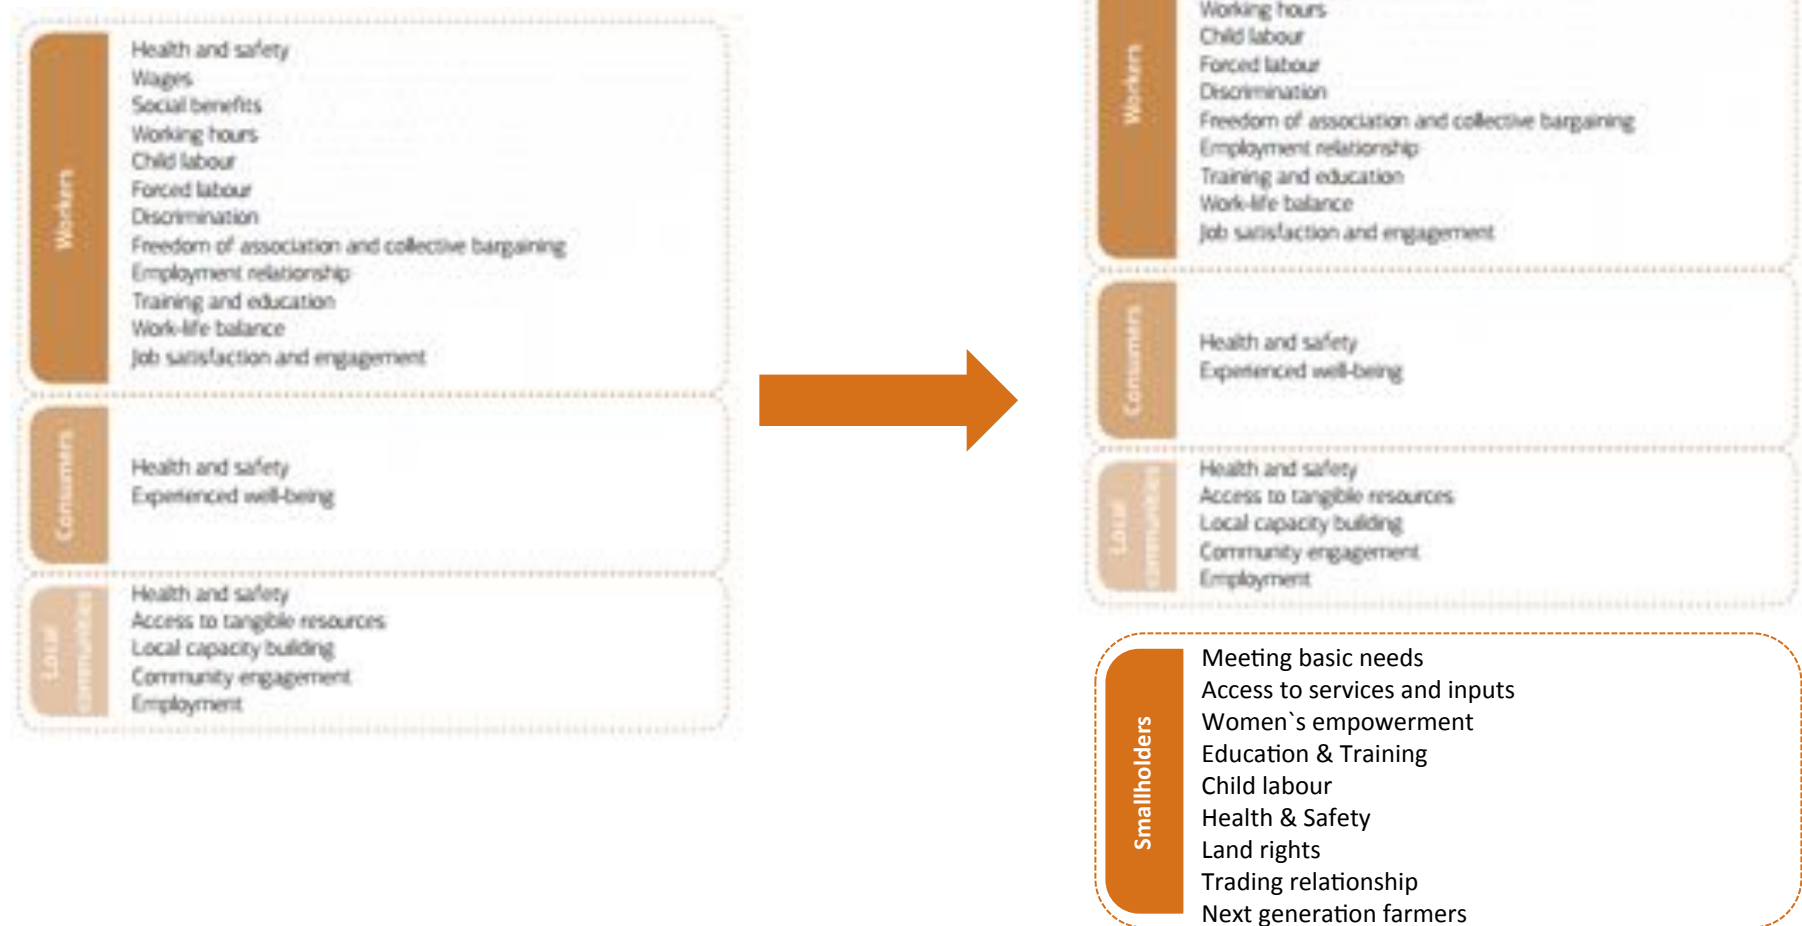 Workers
Health and safety
Wages
Social benefits
Working hours
Child labour
Forced labour
Discrimination
Freedom of association and collective bargaining
Employment relationship
Training and education
Work-life balance
Job satisfaction and engagement
Consumers
Health and safety
Experienced well-being
Local
communities
Health and safety
Access to tangible resources
Local capacity building
Community engagement
Employment
Workers
Working hours
Child labour
Forced labour
Discrimination
Freedom of association and collective bargaining
Employment relationship
Training and education
Work-life balance
Job satisfaction and engagement
Consumers
Health and safety
Experienced well-being
Local
communities
Health and safety
Access to tangible resources
Local capacity building
Community engagement
Employment
Smallholders
Meeting basic needs
Access to services and inputs
Women`s empowerment
Education & Training
Child labour
Health & Safety
Land rights
Trading relationship
Next generation farmers